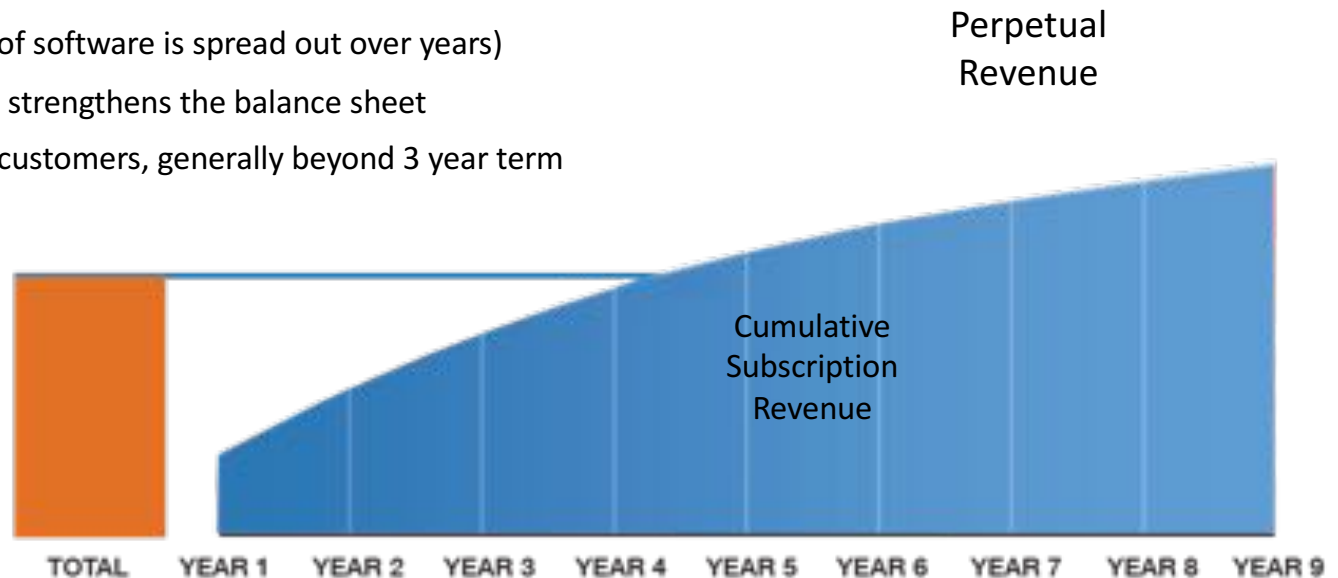 of software is spread out over years)
strengthens the balance sheet
customers, generally beyond 3 year term
Perpetual
Revenue
Cumulative
Subscription
Revenue
TOTAL YEAR 1 YEAR 2 YEAR 3 YEAR 4 YEAR 5 YEAR 6 YEAR 7 YEAR 8 YEAR 9